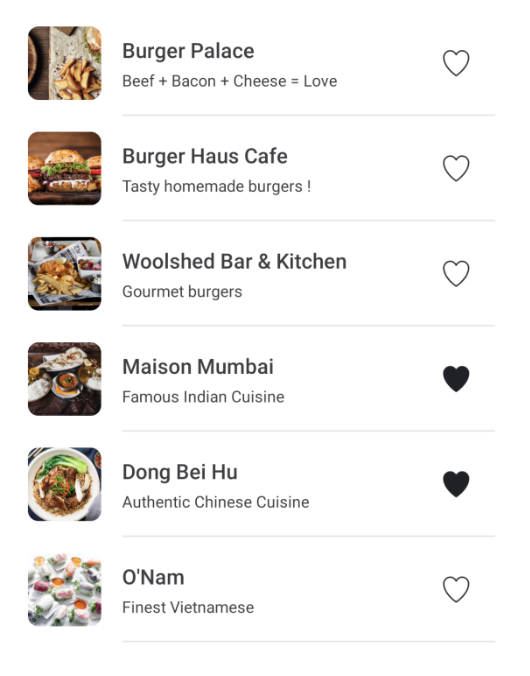 Burger Palace
Beef + Bacon + Cheese = Love
Burger Haus Cafe
Tasty homemade burgers !
Woolshed Bar & Kitchen
Gourmet burgers
Maison Mumbai
Famous Indian Cuisine
Dong Bei Hu
Authentic Chinese Cuisine
O'Nam
Finest Vietnamese